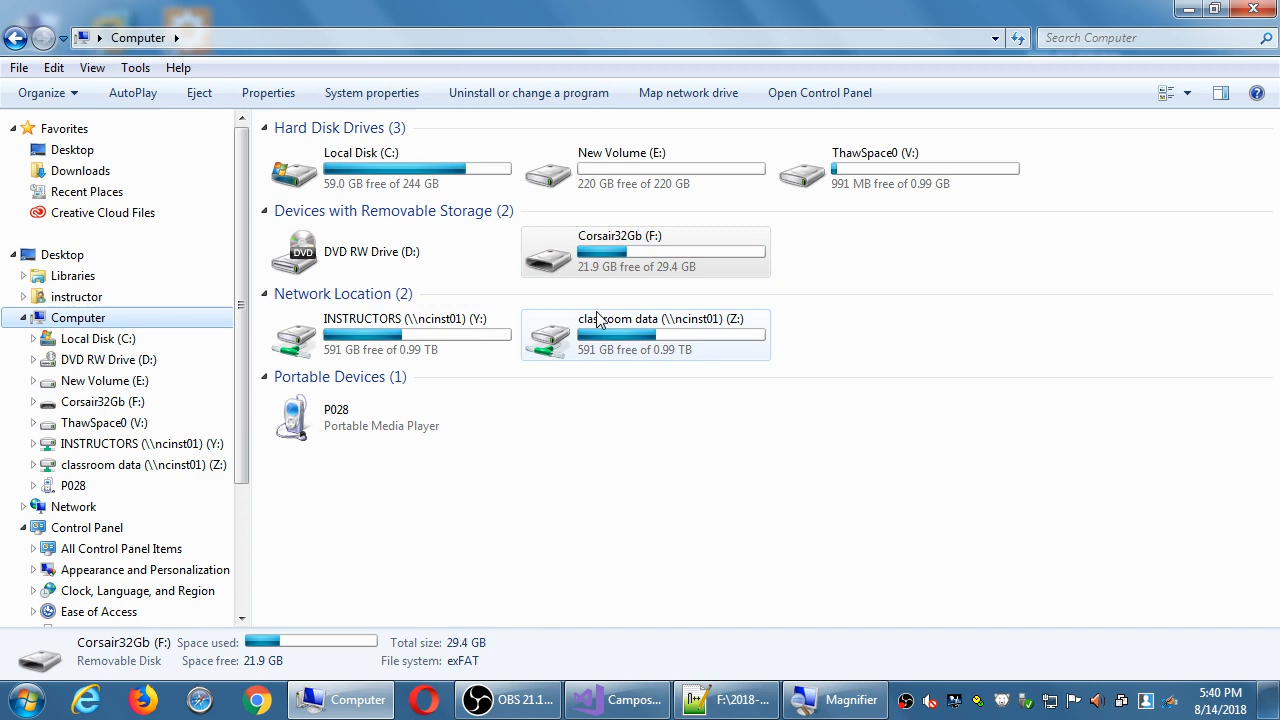 Computer
Search Computer
File Edit View Tools Help
Organize AutoPlay Eject Properties System properties Uninstall or change a program Map network drive Open Control Panel
Favorites
Desktop
Downloads
Recent Places
Creative Cloud Files
Desktop
Libraries
instructor
Computer
Local Disk (C:)
DVD RW Drive (D:)
New Volume (E:)
Corsair32Gb (F:)
ThawSpace0 (V:)
INSTRUCTORS (\\ncinst01) (Y:)
classroom data (\\ncinst01) (Z:)
P028
Network
Control Panel
All Control Panel Items
Appearance and Personalization
Clock, Language, and Region
Ease of Access
Hard Disk Drives (3)
Local Disk (C:)
59.0 GB free of 244 GB
New Volume (E:)
220 GB free of 220 GB
ThawSpace0 (V:)
991 MB free of 0.99 GB
Devices with Removable Storage (2)
DVD
DVD RW Drive (D:)
Corsair32Gb (F:)
21.9 GB free of 29.4 GB
Network Location (2)
INSTRUCTORS (\\ncinst01) (Y:)
591 GB free of 0.99 TB
classroom data (\\ncinst01) (Z:)
591 GB free of 0.99 TB
Portable Devices (1)
P028
Portable Media Player
Corsair32Gb (F:) Space used: Total size: 29.4 GB
Removable Disk Space free: 21.9 GB File system: exFAT
Computer
OBS 21.1...
Campos...
F:\2018-...
Magnifier
5:40 PM
8/14/2018